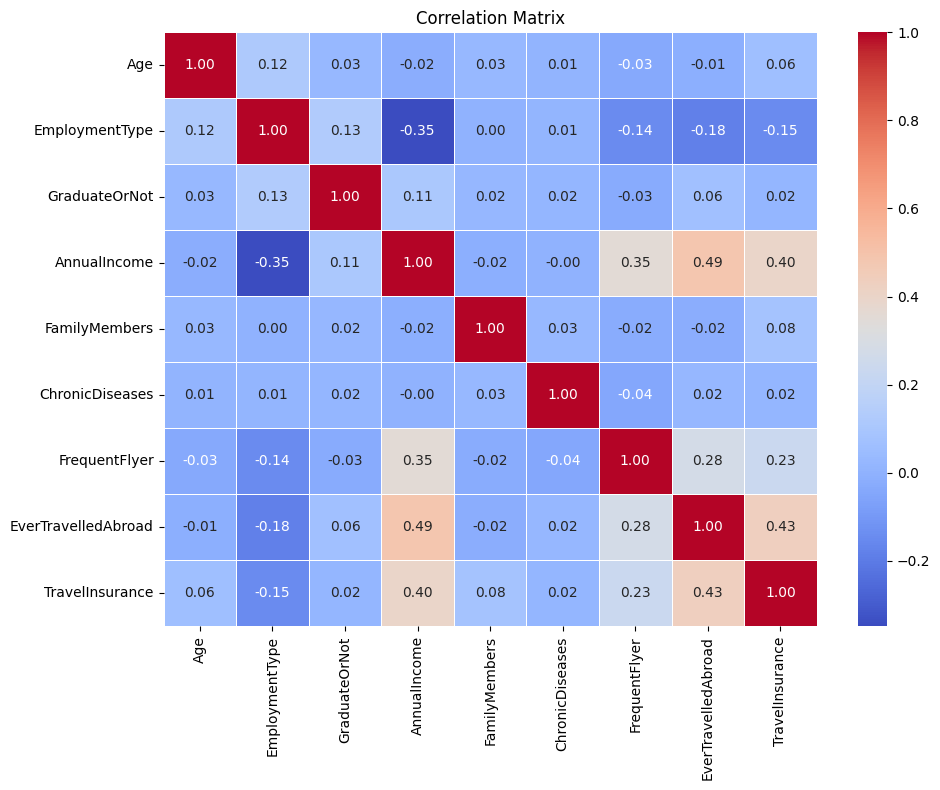 Correlation Matrix
Age 1.00 0.12 0.03 -0.02 0.03 0.01 -0.03 -0.01 0.06
EmploymentType 0.12 1.00 0.13 -0.35 0.00 0.01 -0.14 -0.18 -0.15
GraduateOrNot 0.03 0.13 1.00 0.11 0.02 0.02 -0.03 0.06 0.02
AnnualIncome -0.02 -0.35 0.11 1.00 -0.02 -0.00 0.35 0.49 0.40
FamilyMembers 0.03 0.00 0.02 -0.02 1.00 0.03 -0.02 -0.02 0.08
ChronicDiseases 0.01 0.01 0.02 -0.00 0.03 1.00 -0.04 0.02 0.02
FrequentFlyer -0.03 -0.14 -0.03 0.35 -0.02 -0.04 1.00 0.28 0.23
EverTravelledAbroad -0.01 -0.18 0.06 0.49 -0.02 0.02 0.28 1.00 0.43
TravelInsurance 0.06 -0.15 0.02 0.40 0.08 0.02 0.23 0.43 1.00
Age
EmploymentType
GraduateOrNot
AnnualIncome
FamilyMembers
ChronicDiseases
FrequentFlyer
EverTravelledAbroad
TravelInsurance
1.0
0.8
0.6
0.4
0.2
0.0
−0.2